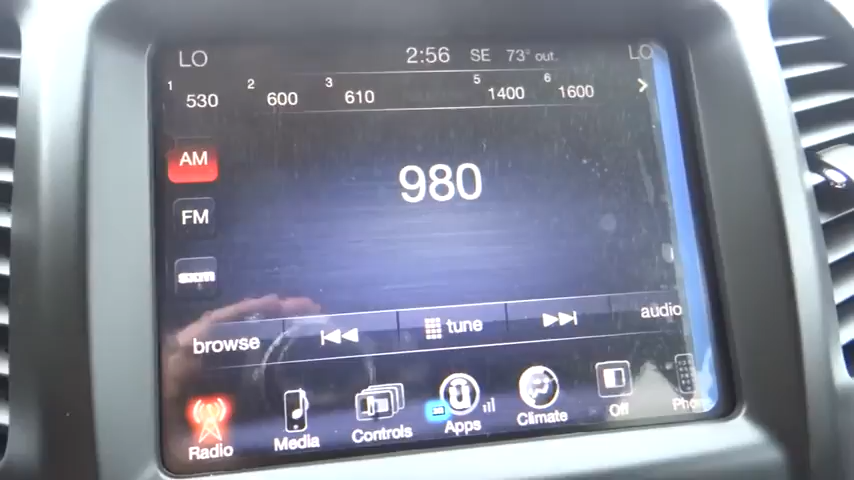 LO 2:56 SE 73° out. LO
1 530 2 600 3 610 5 1400 6 1600
AM
980
FM
sxm
browse tune audio
Radio Media Controls Apps Climate Off Phone